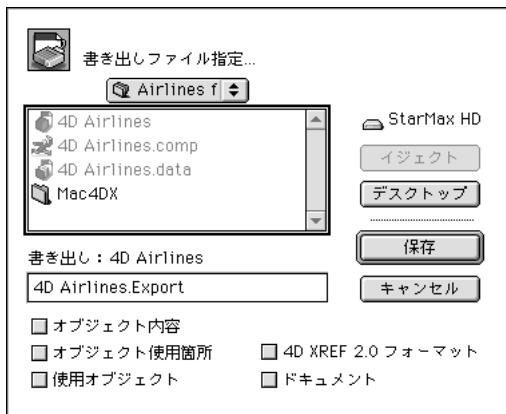 書き出しファイル指定...
Airlines f
4D Airlines
4D Airlines.comp
4D Airlines.data
Mac4DX
StarMax HD
イジェクト
デスクトップ
保存
キャンセル
書き出し：4D Airlines
4D Airlines.Export
オブジェクト内容
オブジェクト使用箇所
4D XREF 2.0 フォーマット
使用オブジェクト
ドキュメント